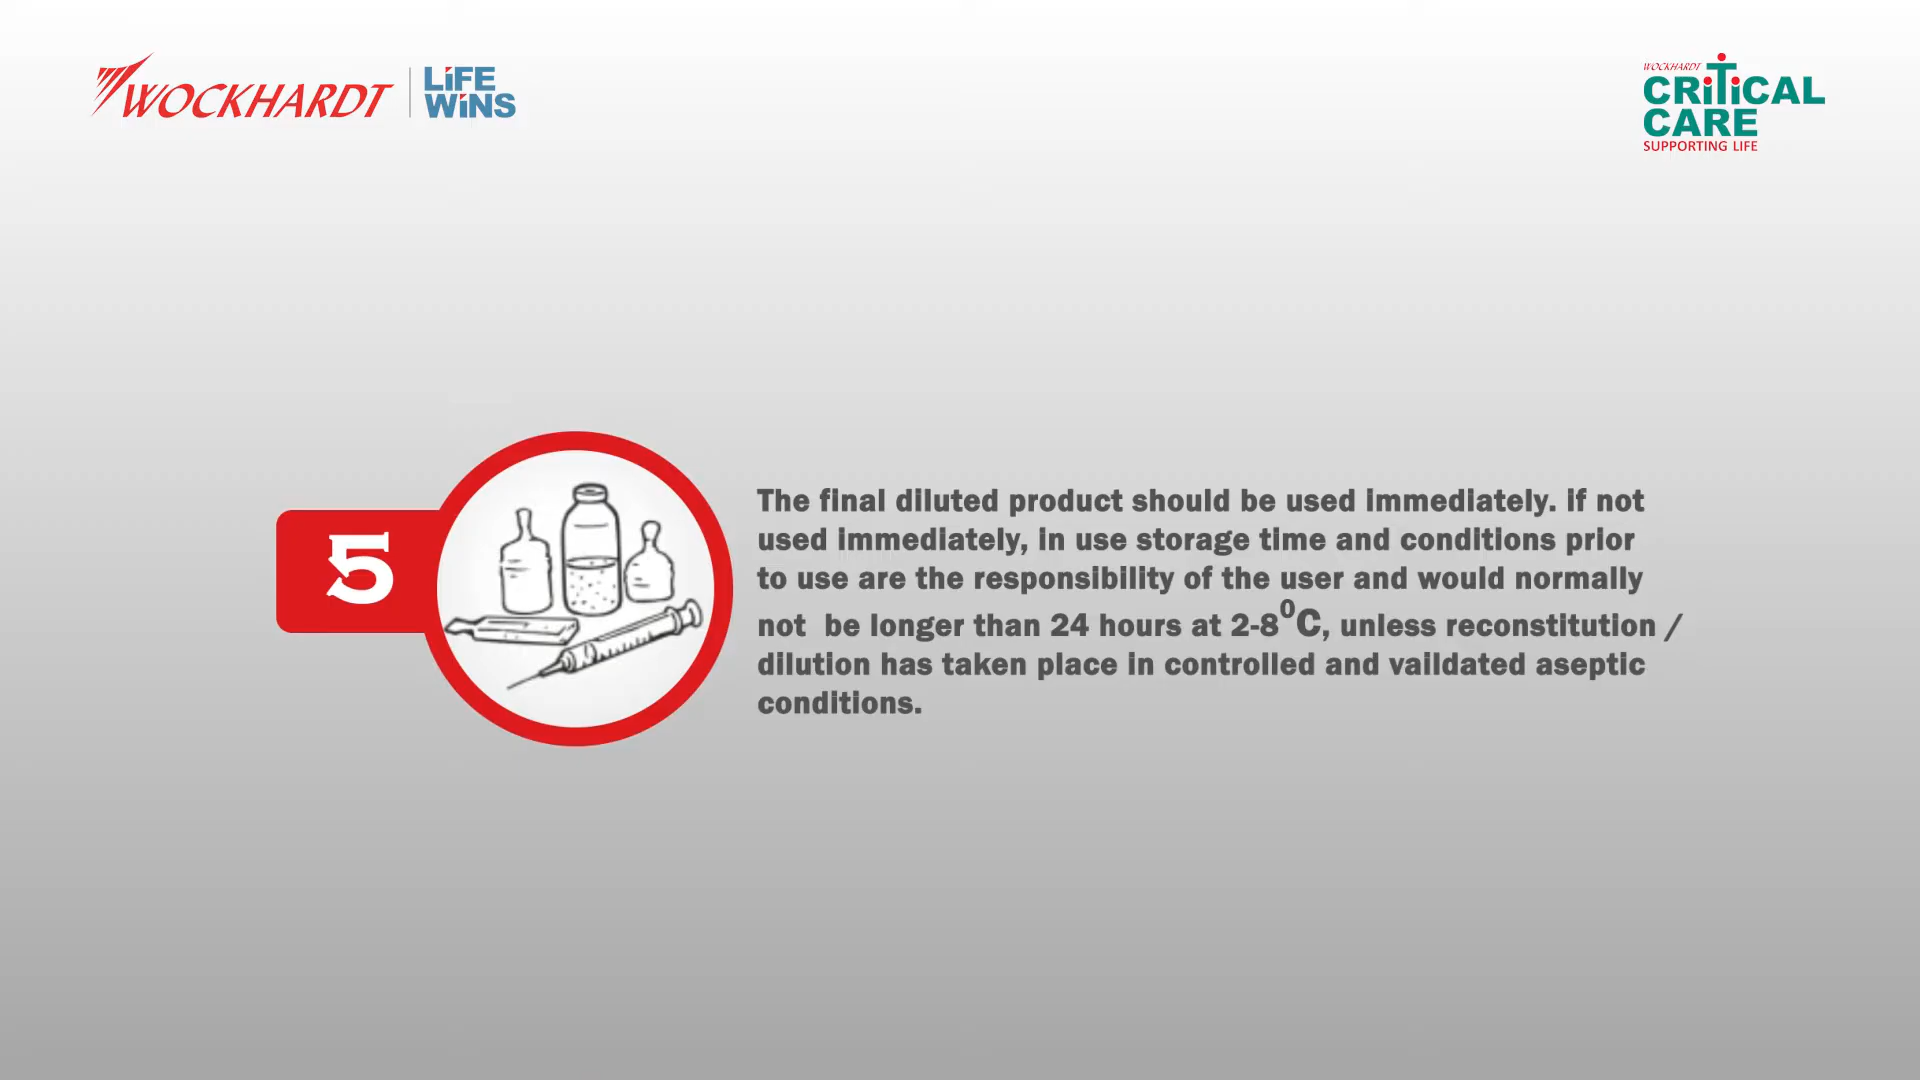 WOCKHARDT
LiFE
WiNS
WOCKHARDT
CRiTiCAL
CARE
SUPPORTING LIFE
5
The final diluted product should be used immediately. if not
used immediately, in use storage time and conditions prior
to use are the responsibility of the user and would normally
not be longer than 24 hours at 2-8⁰C, unless reconstitution /
dilution has taken place in controlled and vaildated aseptic
conditions.